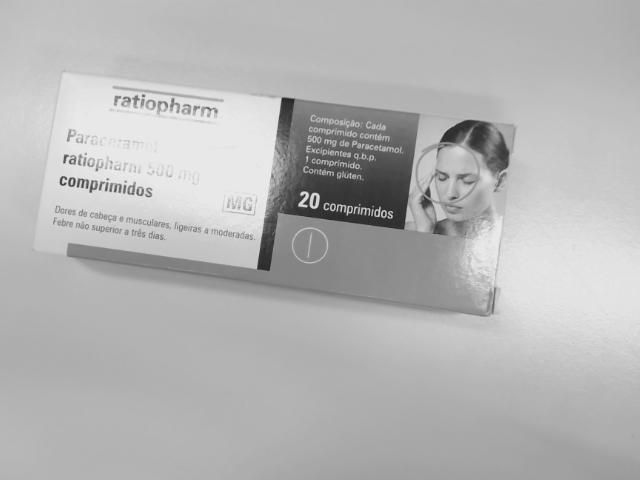 ratiopharm
Paracetamol
ratiopharm 500 mg
comprimidos
MG
Dores de cabeça e musculares, ligeiras a moderadas.
Febre não superior a três dias.
Composição: Cada
comprimido contém
500 mg de Paracetamol.
Excipientes q.b.p.
1 comprimido.
Contém glúten.
20 comprimidos